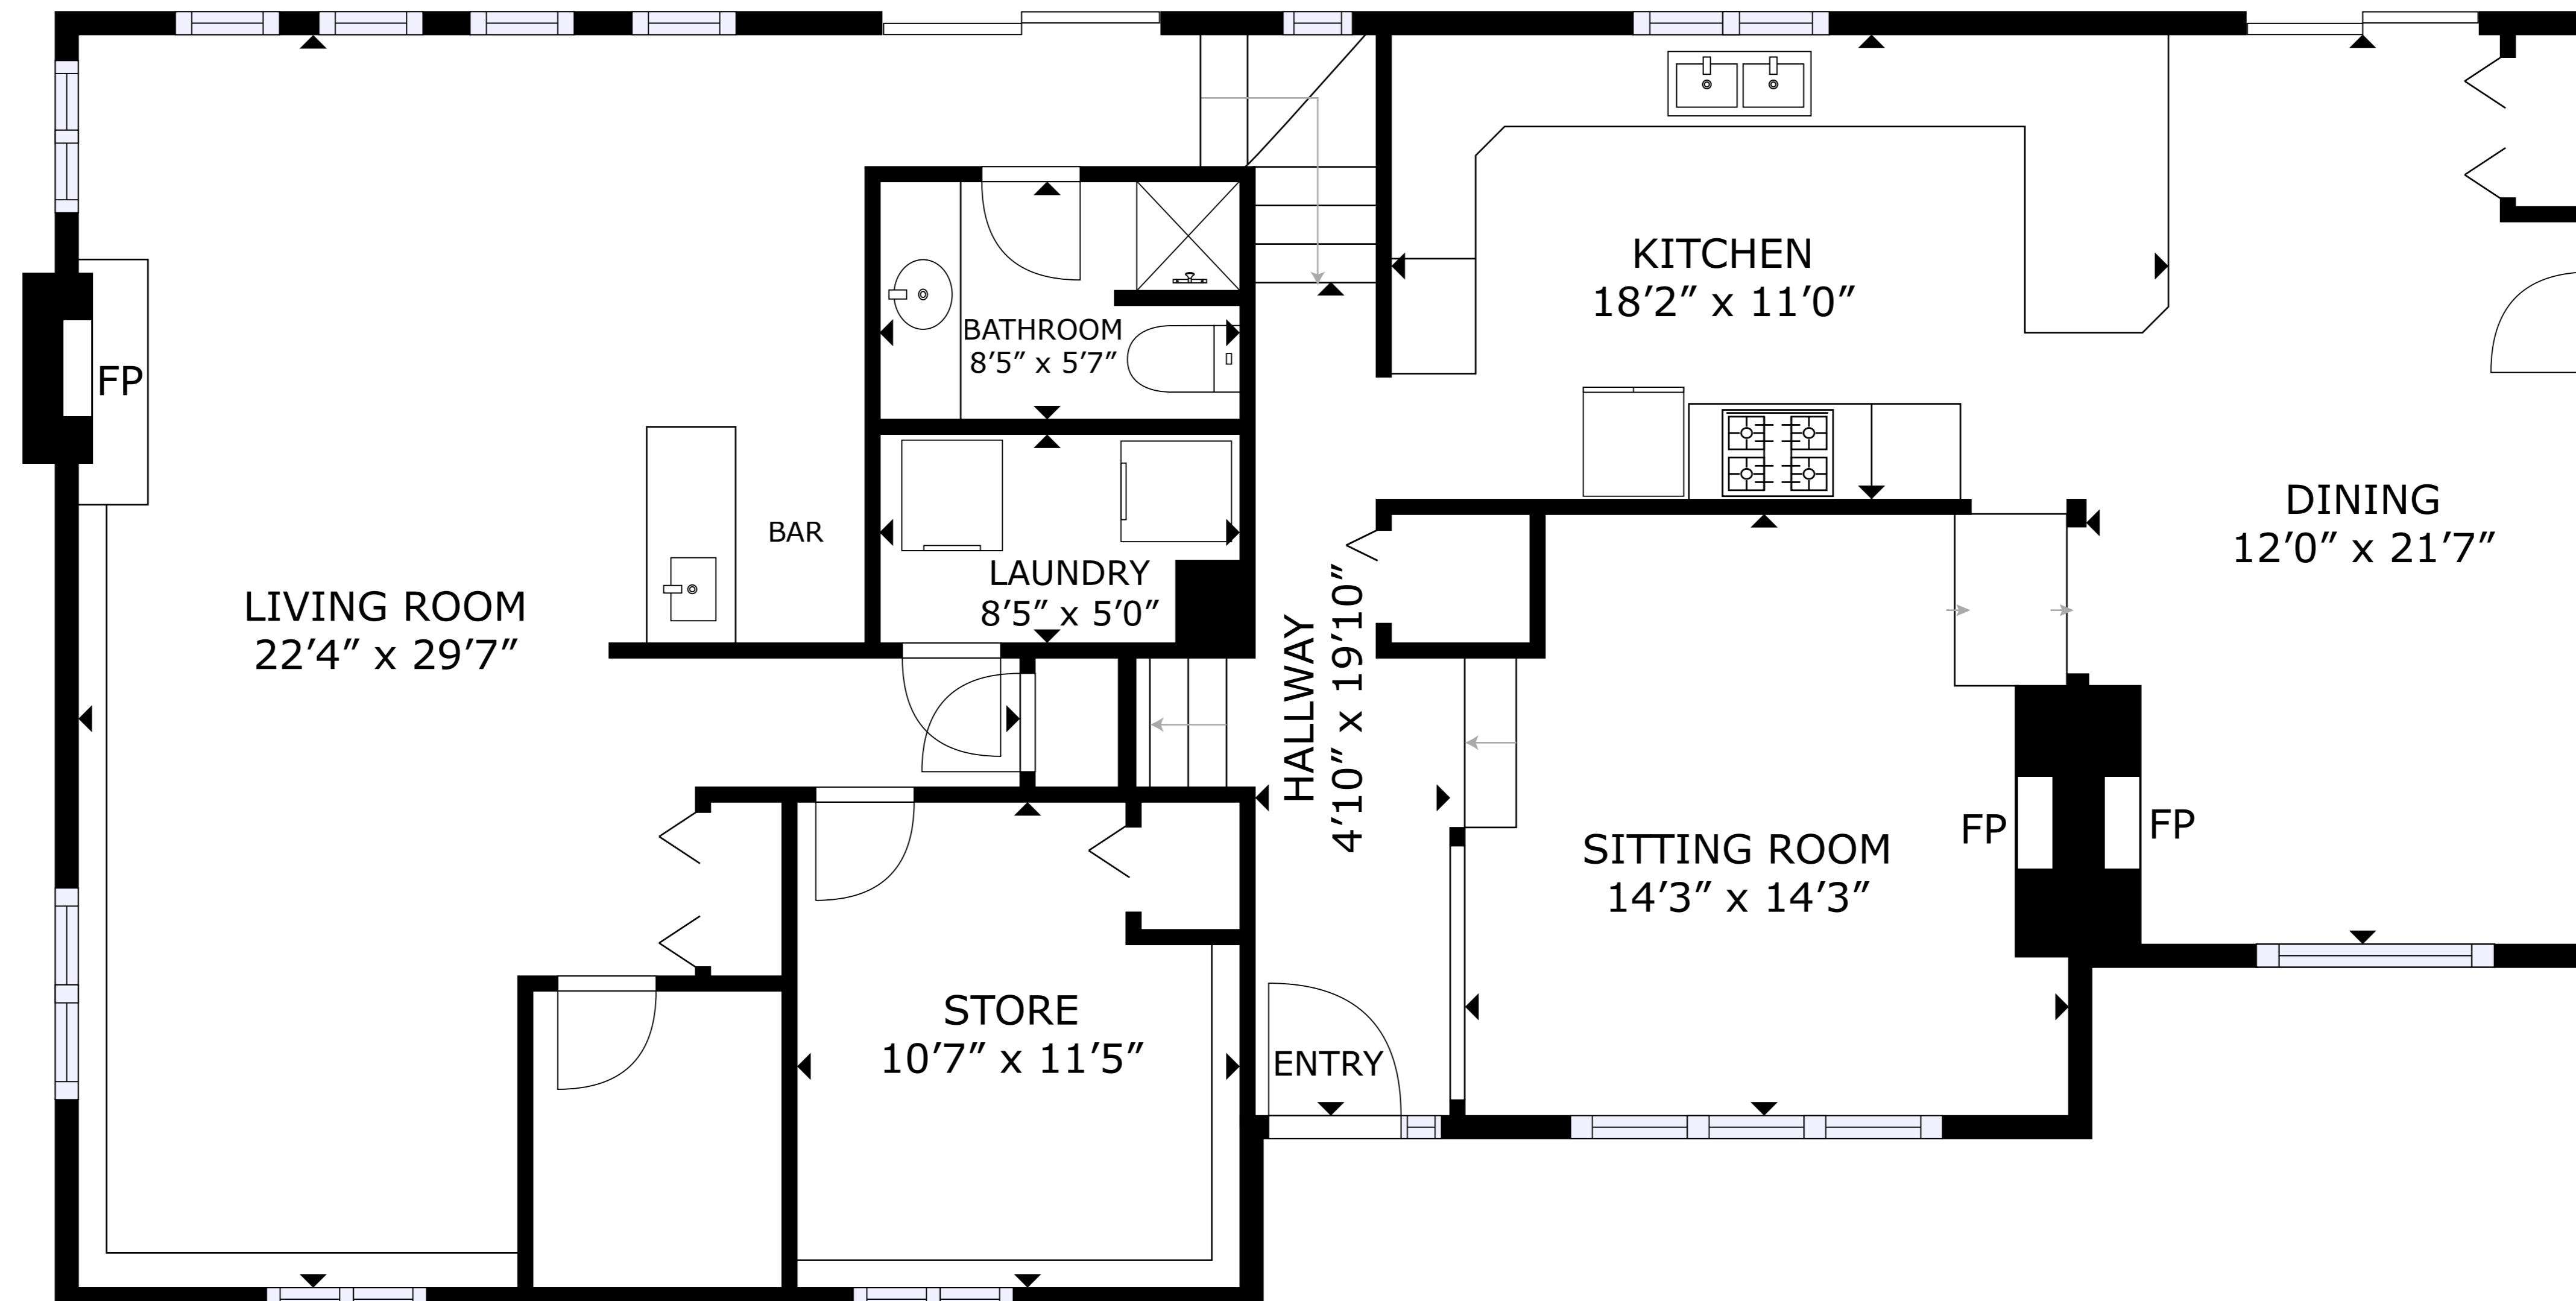 KITCHEN
18′2″ x 11′0″
BATHROOM
8′5″ x 5′7″
FP
BAR
DINING
12′0″ x 21′7″
LAUNDRY
8′5″ x 5′0″
LIVING ROOM
22′4″ x 29′7″
HALLWAY
4′10″ x 19′10″
SITTING ROOM
14′3″ x 14′3″
FP
FP
STORE
10′7″ x 11′5″
ENTRY